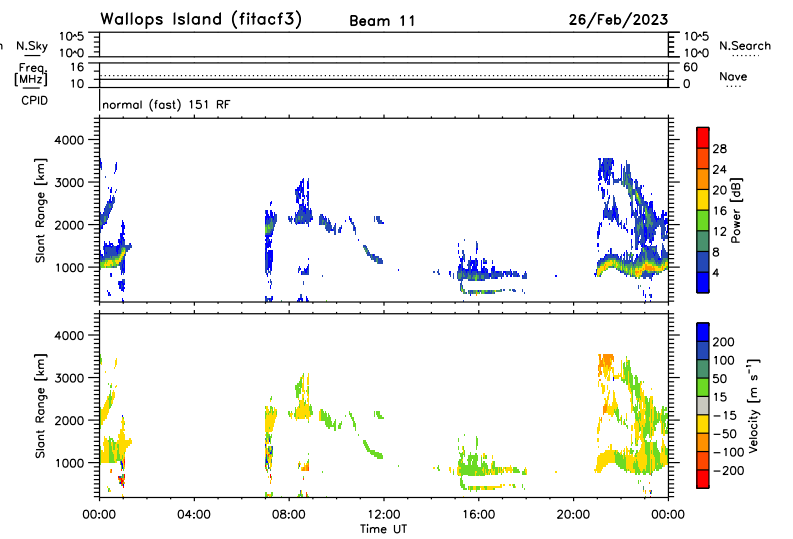 Wallops Island (fitacf3) Beam 11 26/Feb/2023
N.Sky 10^5 10^0 10^5 10^0 N.Search
Freq. [MHz] 16 10 60 0 Nave
CPID normal (fast) 151 RF
Slant Range [km]
4000
3000
2000
1000
28
24
20
16
12
8
4
Power [dB]
Slant Range [km]
4000
3000
2000
1000
200
100
50
15
-15
-50
-100
-200
Velocity [m s⁻¹]
00:00 04:00 08:00 12:00 16:00 20:00 00:00
Time UT